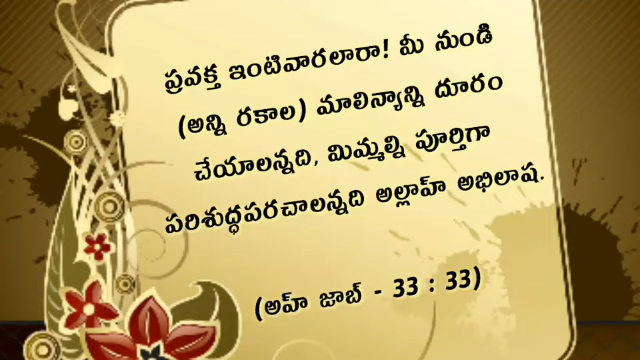 ప్రవక్త ఇంటివారలారా! మీ నుండి
(అన్ని రకాల) మాలిన్యాన్ని దూరం
చేయాలన్నది, మిమ్మల్ని పూర్తిగా
పరిశుద్ధపరచాలన్నది అల్లాహ్ అభిలాష.
(అహ్ జాబ్ - 33 : 33)